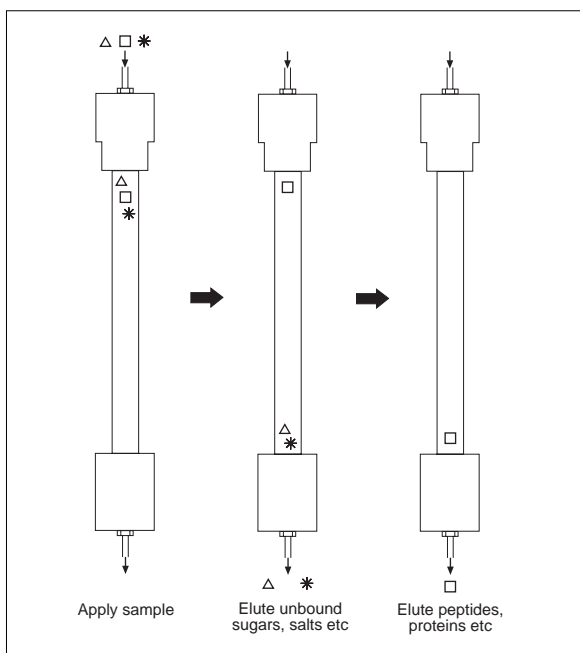 Apply sample
Elute unbound
sugars, salts etc
Elute peptides,
proteins etc